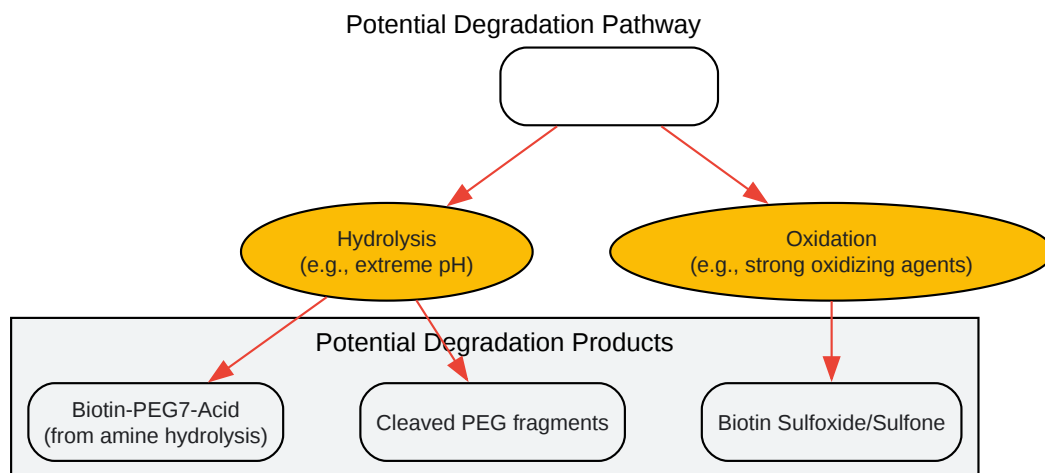 Potential Degradation Pathway
Hydrolysis
(e.g., extreme pH)
Oxidation
(e.g., strong oxidizing agents)
Potential Degradation Products
Biotin-PEG7-Acid
(from amine hydrolysis)
Cleaved PEG fragments
Biotin Sulfoxide/Sulfone